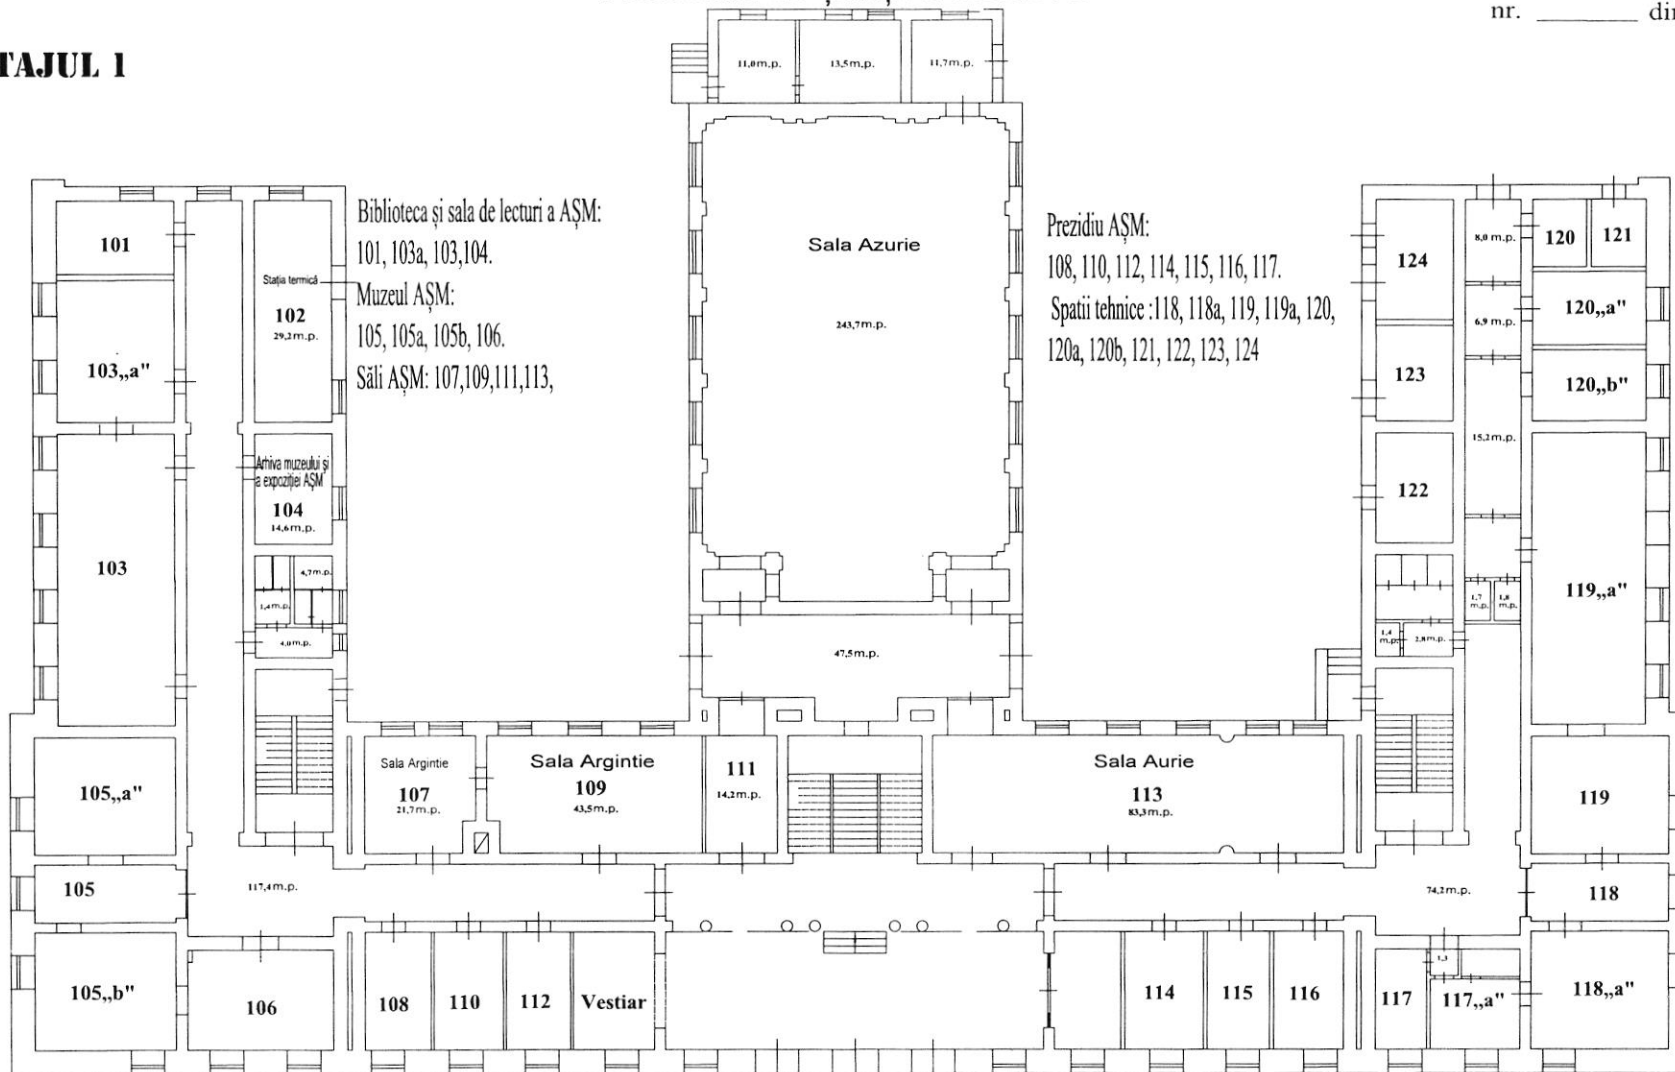 nr. ________ din
TAJUL 1
11,0m.p.
13,5m.p.
11,7m.p.
Biblioteca și sala de lecturi a AȘM:
101, 103a, 103,104.
Muzeul AȘM:
105, 105a, 105b, 106.
Săli AȘM: 107,109,111,113,
Sala Azurie
243,7m.p.
Prezidiu AȘM:
108, 110, 112, 114, 115, 116, 117.
Spatii tehnice :118, 118a, 119, 119a, 120,
120a, 120b, 121, 122, 123, 124
101
Stația termică
102
29,2m.p.
103,,a"
Arhiva muzeului și
a expoziției AȘM
104
14,6m.p.
103
4,7m.p.
1,4m.p.
4,0m.p.
124
8,0 m.p.
120
121
6,9 m.p.
120,,a"
123
120,,b"
15,2m.p.
122
119,,a"
1,7
m.p.
1,8
m.p.
1,4
m.p.
2,8m.p.
47,5m.p.
105,,a"
Sala Argintie
107
21,7m.p.
Sala Argintie
109
43,5m.p.
111
14,2m.p.
Sala Aurie
113
83,3m.p.
119
105
117,4m.p.
74,2m.p.
118
105,,b"
106
108
110
112
Vestiar
114
115
116
117
1,3
117,,a"
118,,a"